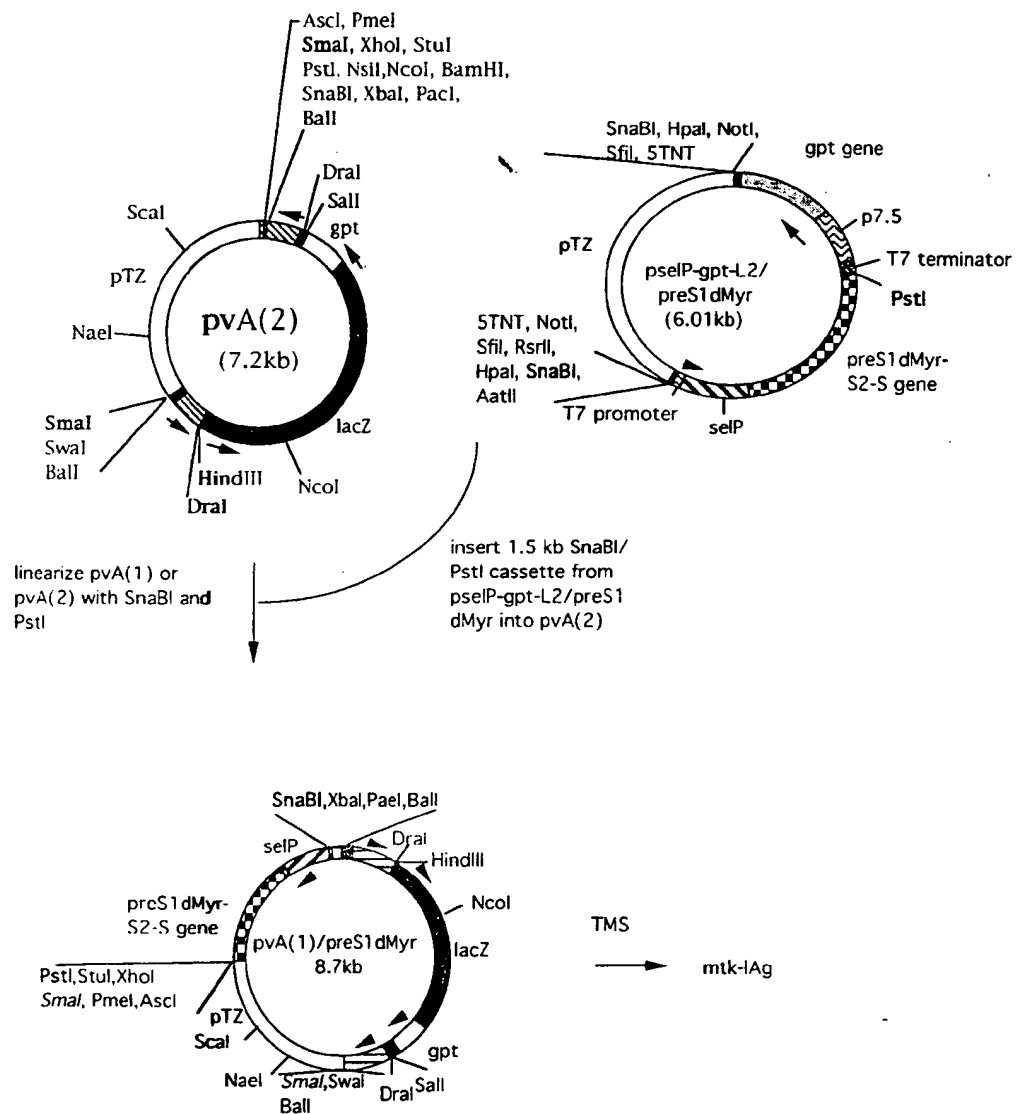 AscI, PmeI
SmaI, XhoI, StuI
PstI, NsiI,NcoI, BamHI,
SnaBI, XbaI, PacI,
BalI
DraI
SalI
gpt
ScaI
pTZ
NaeI
pvA(2)
(7.2kb)
SmaI
SwaI
BalI
HindIII
DraI
NcoI
lacZ
SnaBI, HpaI, NotI,
SfiI, 5TNT
gpt gene
p7.5
T7 terminator
PstI
pTZ
pselP-gpt-L2/
preS1dMyr
(6.01kb)
5TNT, NotI,
SfiI, RsrII,
HpaI, SnaBI,
AatII
T7 promoter
selP
preS1dMyr-
S2-S gene
linearize pvA(1) or
pvA(2) with SnaBI and
PstI
insert 1.5 kb SnaBI/
PstI cassette from
pselP-gpt-L2/preS1
dMyr into pvA(2)
SnaBI,XbaI,PaeI,BalI
selP
DraI
HindIII
NcoI
preS1dMyr-
S2-S gene
pvA(1)/preS1dMyr
8.7kb
lacZ
PstI,StuI,XhoI
SmaI, PmeI,AscI
pTZ
ScaI
NaeI
SmaI,SwaI
BalI
DraI
SalI
gpt
TMS
mtk-IAg